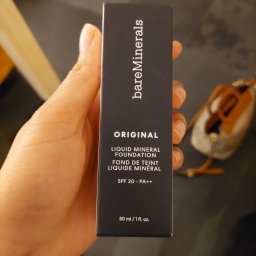 bareMinerals
ORIGINAL
LIQUID MINERAL
FOUNDATION
FOND DE TEINT
LIQUIDE MINÉRAL
SPF 20 - PA++
30 ml / 1 fl. oz.